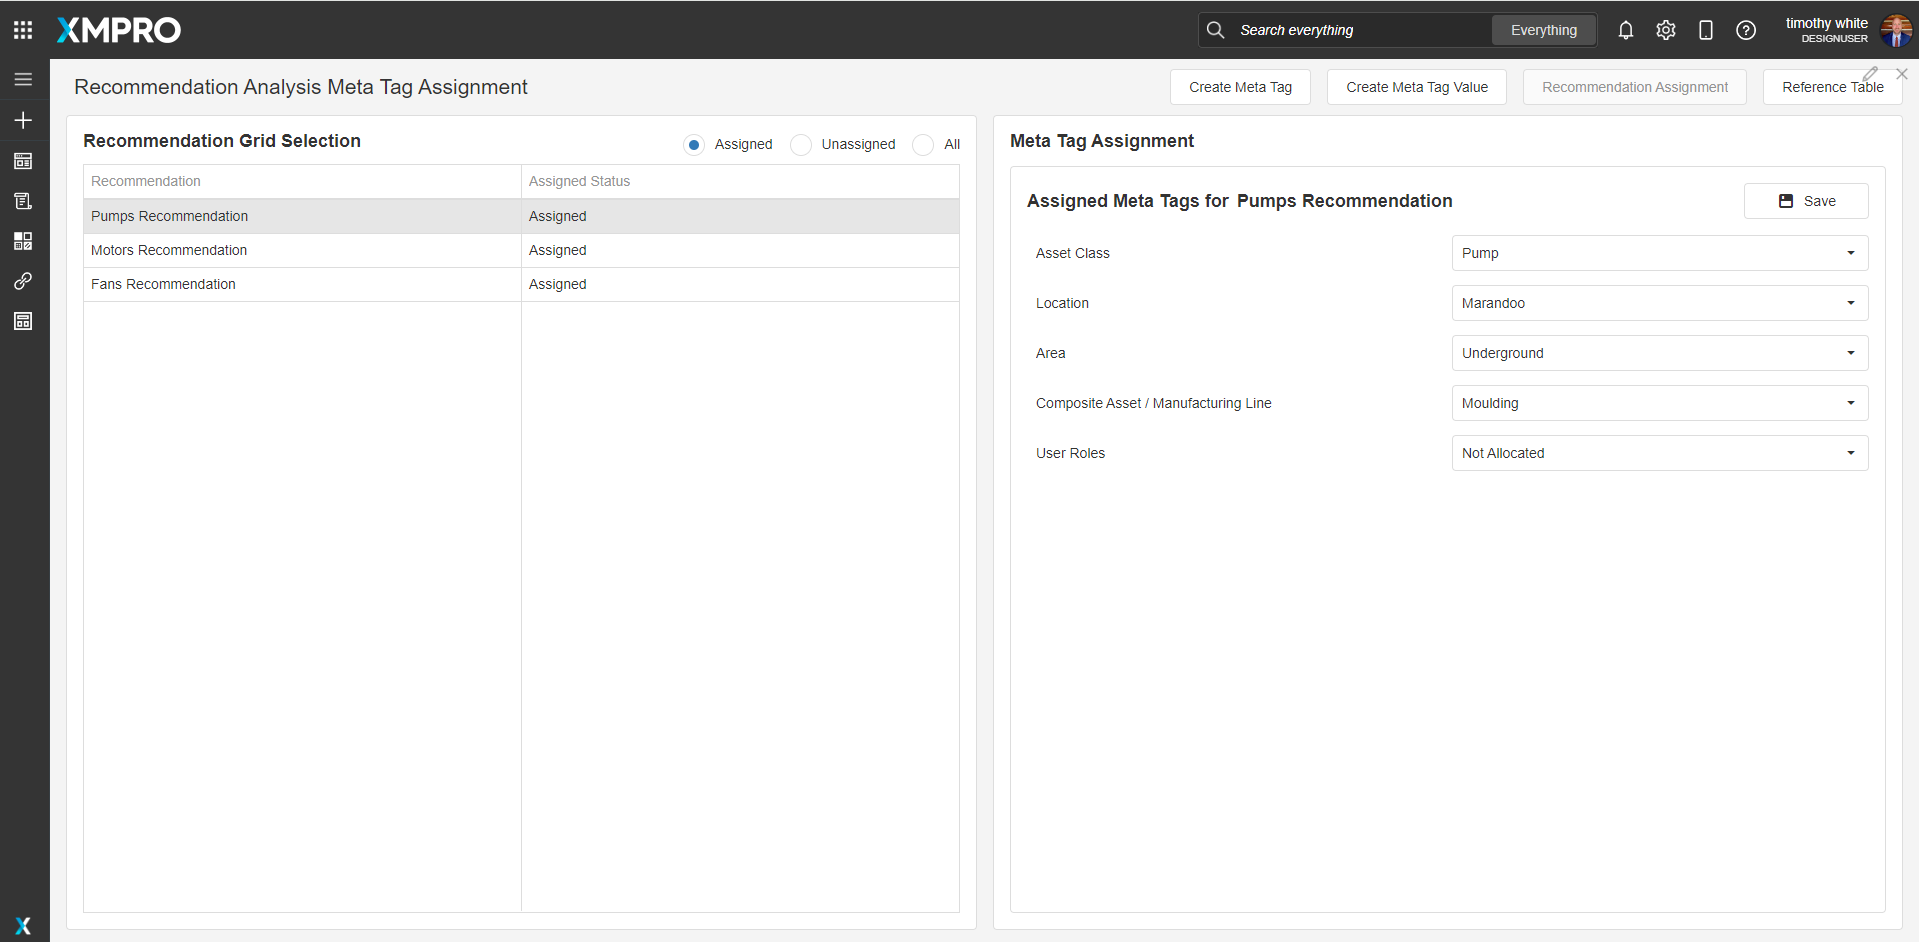 XMPRO
Search everything
Everything
timothy white
DESIGNUSER
Recommendation Analysis Meta Tag Assignment
Create Meta Tag
Create Meta Tag Value
Recommendation Assignment
Reference Table
Recommendation Grid Selection
Assigned
Unassigned
All
Recommendation
Assigned Status
Pumps Recommendation
Assigned
Motors Recommendation
Assigned
Fans Recommendation
Assigned
Meta Tag Assignment
Assigned Meta Tags for Pumps Recommendation
Save
Asset Class
Pump
Location
Marandoo
Area
Underground
Composite Asset / Manufacturing Line
Moulding
User Roles
Not Allocated